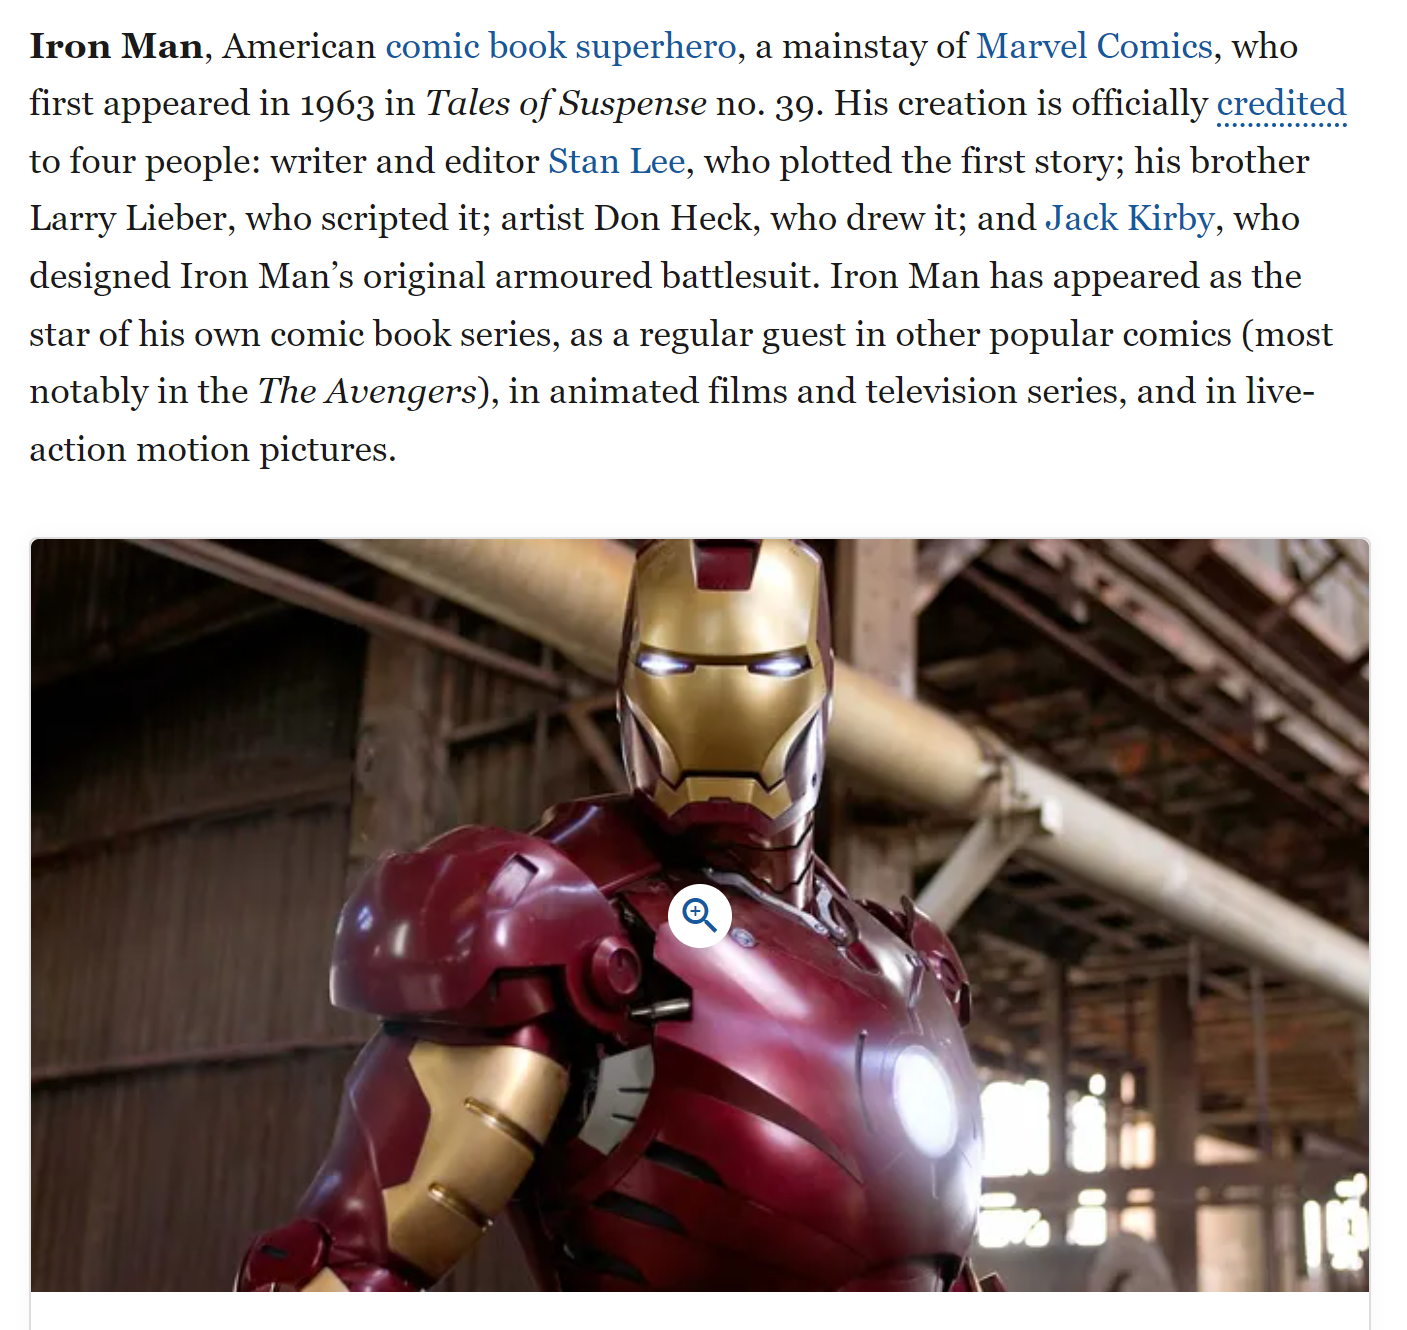 Iron Man, American comic book superhero, a mainstay of Marvel Comics, who
first appeared in 1963 in Tales of Suspense no. 39. His creation is officially credited
to four people: writer and editor Stan Lee, who plotted the first story; his brother
Larry Lieber, who scripted it; artist Don Heck, who drew it; and Jack Kirby, who
designed Iron Man’s original armoured battlesuit. Iron Man has appeared as the
star of his own comic book series, as a regular guest in other popular comics (most
notably in the The Avengers), in animated films and television series, and in live-
action motion pictures.